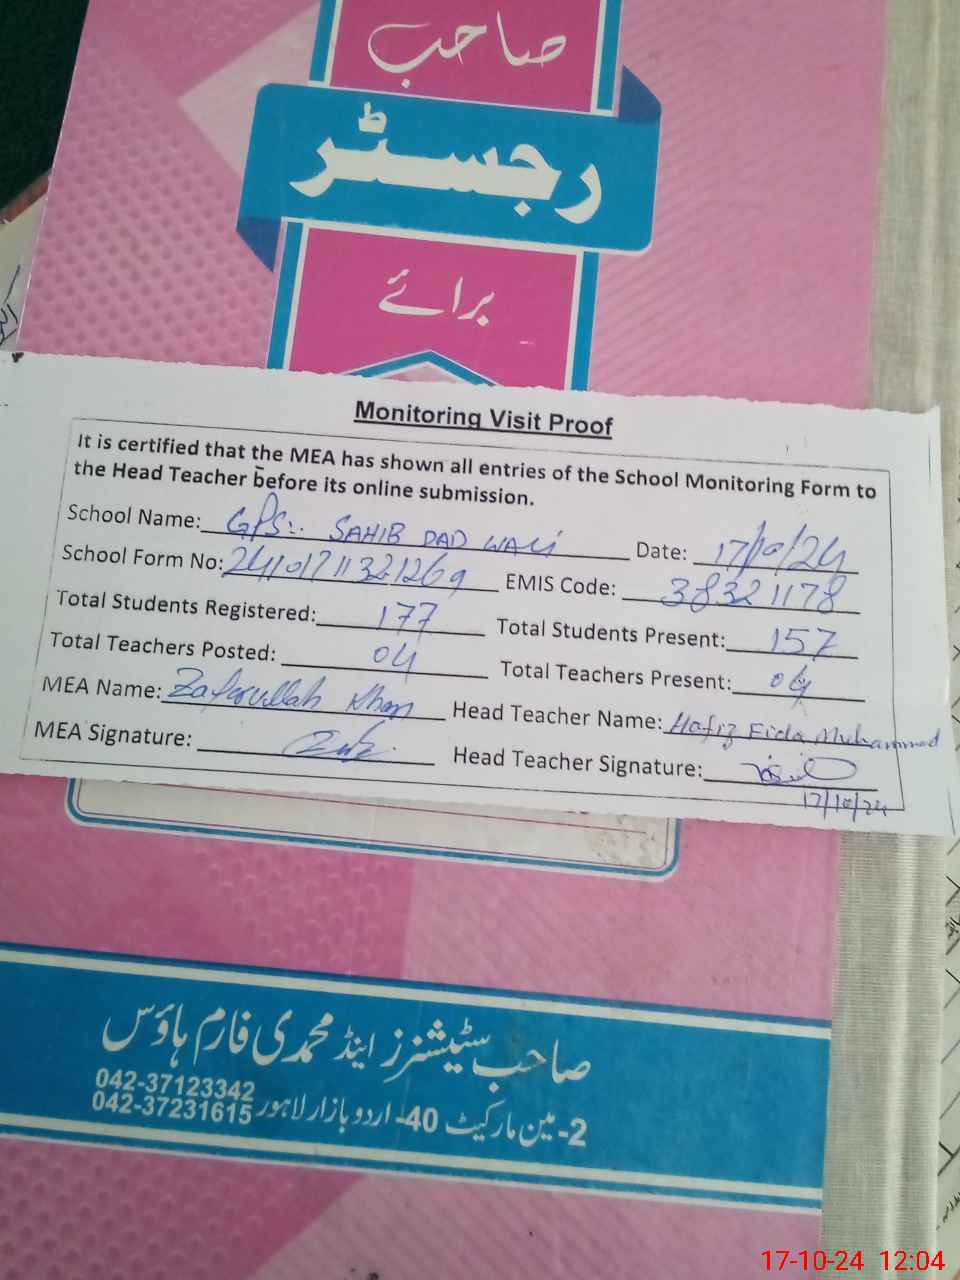 صاحب
رجسٹر
برائے
Monitoring Visit Proof
It is certified that the MEA has shown all entries of the School Monitoring Form to
the Head Teacher before its online submission.
School Name: GPS:. SAHIB DAD WALI Date: 17/10/24
School Form No: 24101711321269 EMIS Code: 38321178
Total Students Registered: 177 Total Students Present: 157
Total Teachers Posted: 04 Total Teachers Present: 04
MEA Name: Zafarullah Khan Head Teacher Name: Hafiz Fida Muhammad
MEA Signature: Head Teacher Signature:
17/10/24
صاحب سٹیشنرز اینڈ محمدی فارم ہاؤس
042-37123342
042-37231615
2-مین مارکیٹ 40-اردو بازار لاہور
17-10-24 12:04